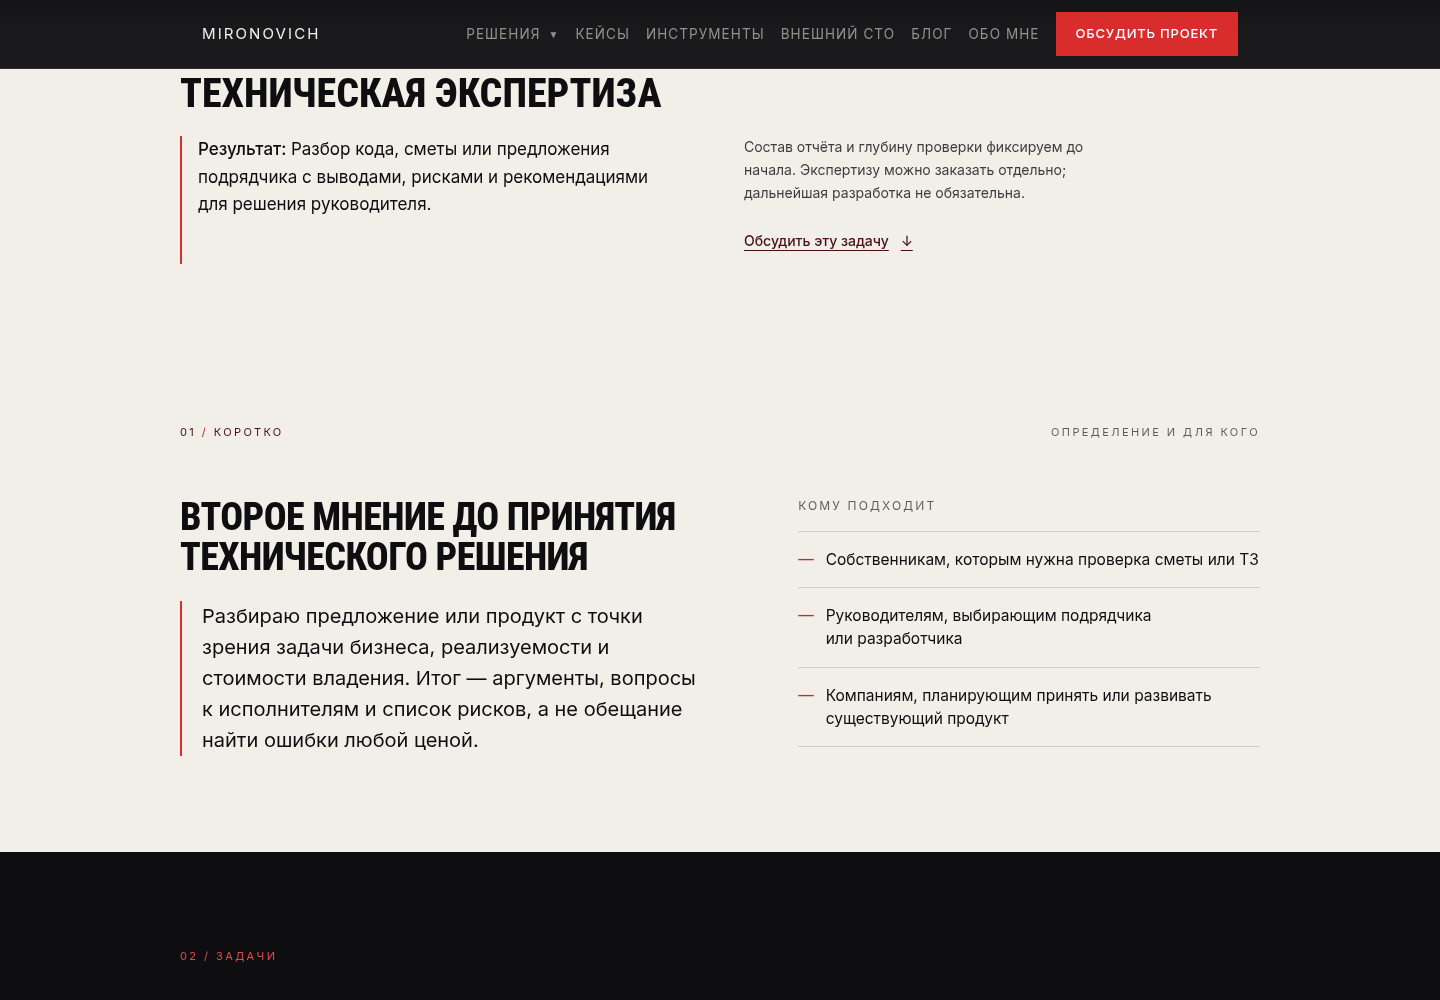 MIRONOVICH
РЕШЕНИЯ ▼ КЕЙСЫ ИНСТРУМЕНТЫ ВНЕШНИЙ СТО БЛОГ ОБО МНЕ ОБСУДИТЬ ПРОЕКТ
ТЕХНИЧЕСКАЯ ЭКСПЕРТИЗА
Результат: Разбор кода, сметы или предложения
подрядчика с выводами, рисками и рекомендациями
для решения руководителя.
Состав отчёта и глубину проверки фиксируем до
начала. Экспертизу можно заказать отдельно;
дальнейшая разработка не обязательна.
Обсудить эту задачу ↓
01 / КОРОТКО
ОПРЕДЕЛЕНИЕ И ДЛЯ КОГО
ВТОРОЕ МНЕНИЕ ДО ПРИНЯТИЯ
ТЕХНИЧЕСКОГО РЕШЕНИЯ
Разбираю предложение или продукт с точки
зрения задачи бизнеса, реализуемости и
стоимости владения. Итог — аргументы, вопросы
к исполнителям и список рисков, а не обещание
найти ошибки любой ценой.
КОМУ ПОДХОДИТ
— Собственникам, которым нужна проверка сметы или ТЗ
— Руководителям, выбирающим подрядчика
или разработчика
— Компаниям, планирующим принять или развивать
существующий продукт
02 / ЗАДАЧИ